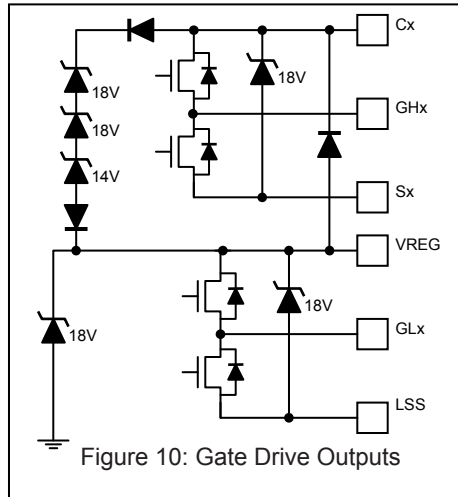 Cx
18V
18V
18V
GHx
14V
Sx
VREG
18V
18V
GLx
LSS
Figure 10: Gate Drive Outputs